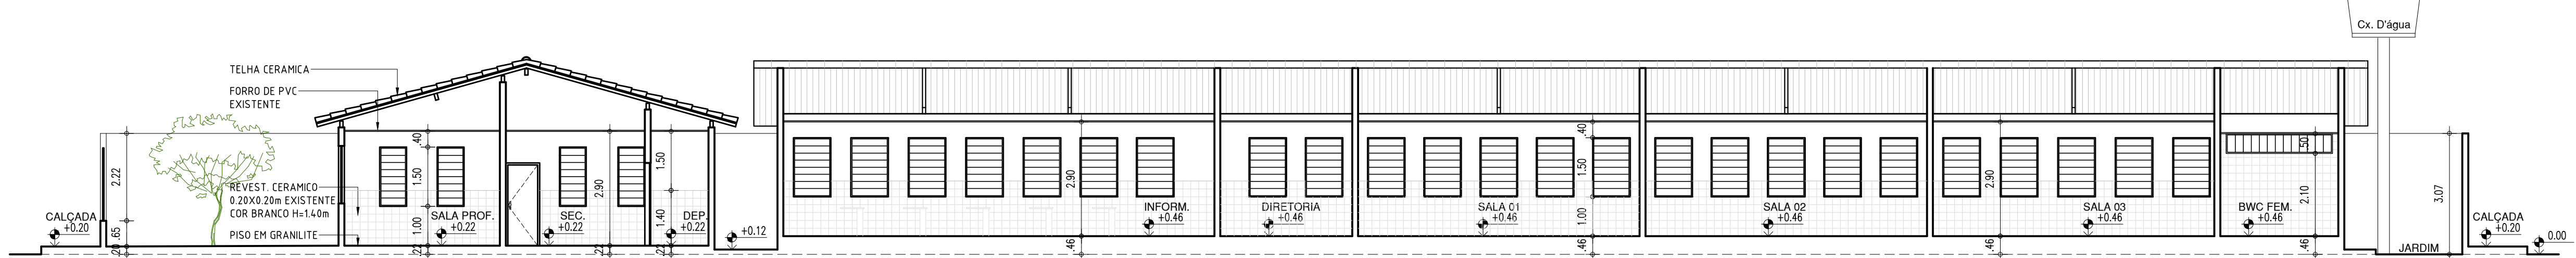 Cx. D'água
TELHA CERAMICA
FORRO DE PVC
EXISTENTE
REVEST. CERAMICO
0.20X0.20m EXISTENTE
COR BRANCO H=1.40m
PISO EM GRANILITE
CALÇADA
+0.20
2.22
.65
.20
SALA PROF.
+0.22
.40
1.50
1.00
.22
SEC.
+0.22
2.90
.22
DEP.
+0.22
1.50
1.40
.22
+0.12
2.90
.46
INFORM.
+0.46
DIRETORIA
+0.46
SALA 01
+0.46
.40
1.50
1.00
.46
SALA 02
+0.46
2.90
.46
SALA 03
+0.46
BWC FEM.
+0.46
.50
2.10
.46
JARDIM
3.07
CALÇADA
+0.20
0.00